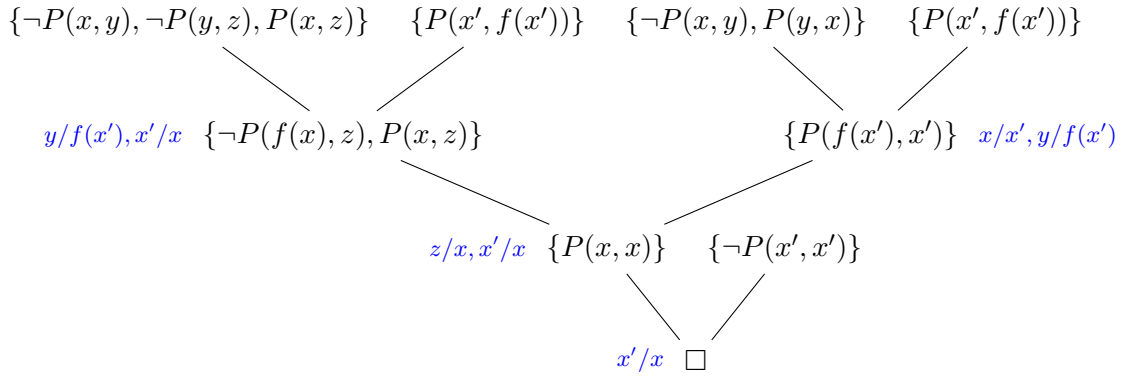 {¬P(x, y), ¬P(y, z), P(x, z)} {P(x′, f(x′))} {¬P(x, y), P(y, x)} {P(x′, f(x′))}
y/f(x′), x′/x {¬P(f(x), z), P(x, z)} {P(f(x′), x′)} x/x′, y/f(x′)
z/x, x′/x {P(x, x)} {¬P(x′, x′)}
x′/x □